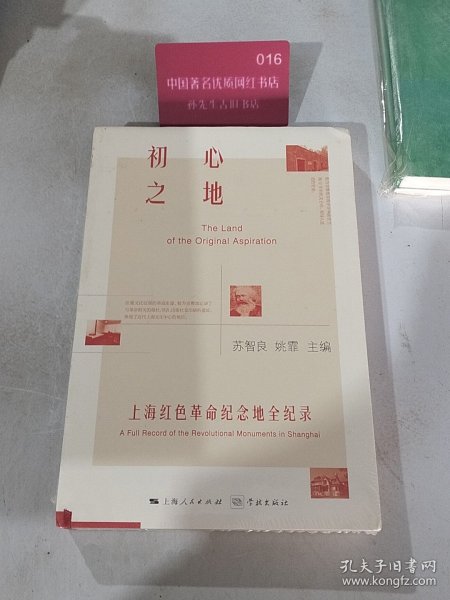 016
中国著名优质网红书店
孙先生古旧书店
初心
之地
The Land
of the Original Aspiration
苏智良 姚霏 主编
上海红色革命纪念地全纪录
A Full Record of the Revolutional Monuments in Shanghai
上海人民出版社 学林出版社
孔夫子旧书网
www.kongfz.com